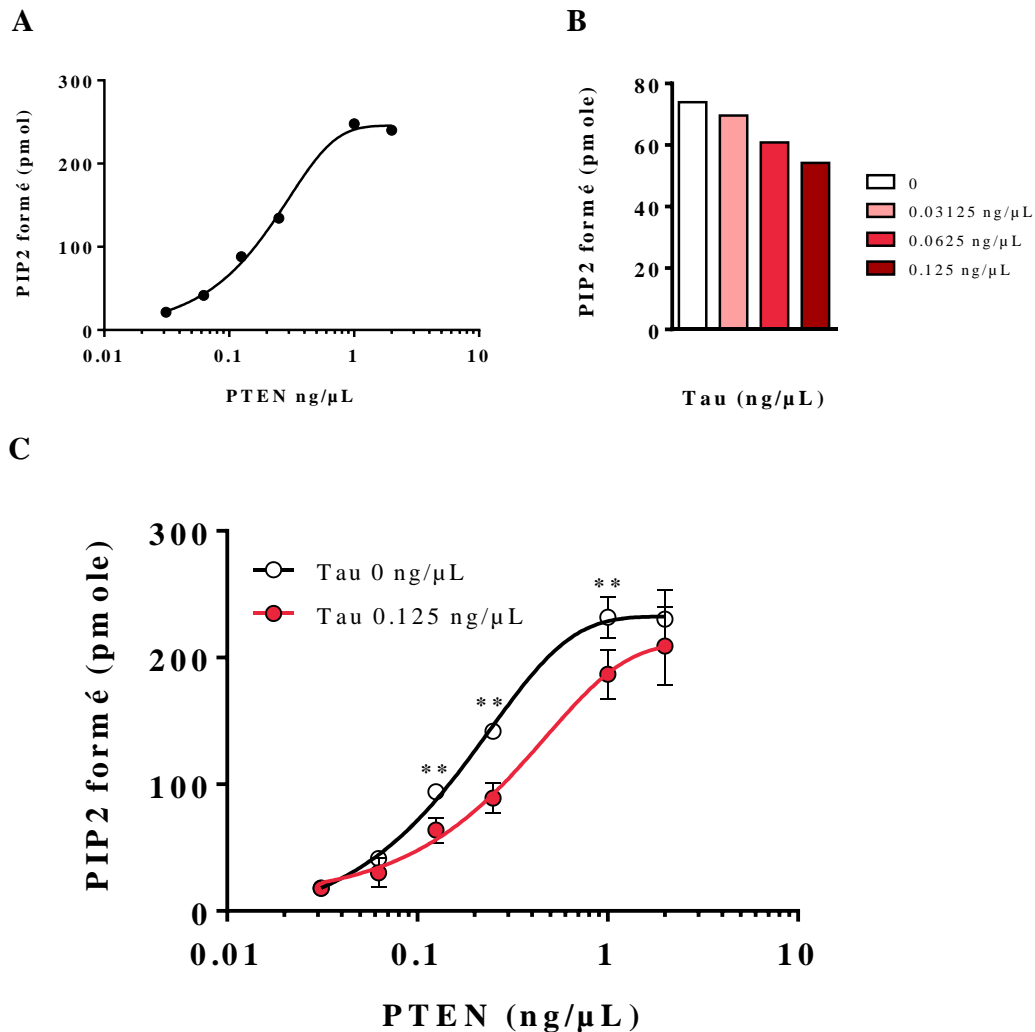 A
PIP2 formé (pmol)
300
200
100
0
0.01 0.1 1 10
PTEN ng/µL
B
PIP2 formé (pmole)
80
60
40
20
0
Tau (ng/µL)
0
0.03125 ng/µL
0.0625 ng/µL
0.125 ng/µL
C
PIP2 formé (pmole)
300
200
100
0
Tau 0 ng/µL
Tau 0.125 ng/µL
**
**
**
0.01 0.1 1 10
PTEN (ng/µL)